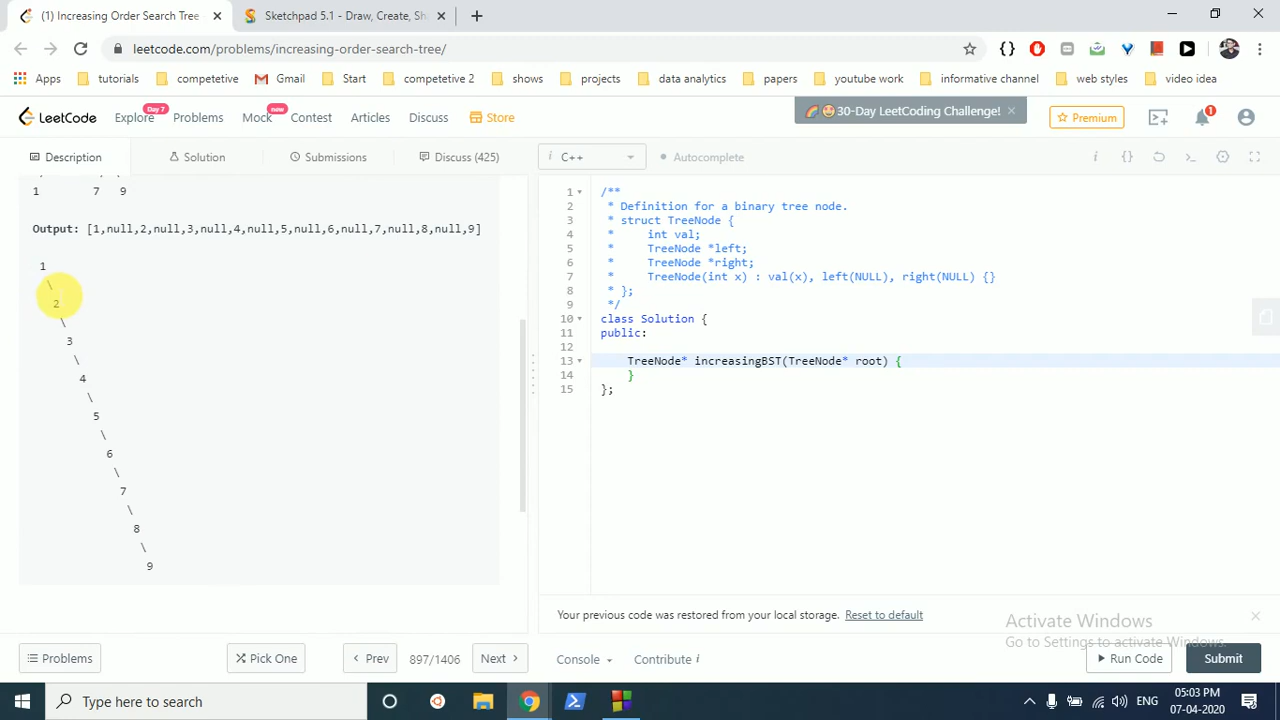 (1) Increasing Order Search Tree -
Sketchpad 5.1 - Draw, Create, Sh
leetcode.com/problems/increasing-order-search-tree/
Apps tutorials competetive Gmail Start competetive 2 shows projects data analytics papers youtube work informative channel web styles video idea
LeetCode Explore Day 7 Problems Mock new Contest Articles Discuss Store
🌈 😍30-Day LeetCoding Challenge! ×
Premium 1
Description Solution Submissions Discuss (425)
i C++ Autocomplete
1 7 9
Output: [1,null,2,null,3,null,4,null,5,null,6,null,7,null,8,null,9]
1
\
2
\
3
\
4
\
5
\
6
\
7
\
8
\
9
1 /**
2 * Definition for a binary tree node.
3 * struct TreeNode {
4 * int val;
5 * TreeNode *left;
6 * TreeNode *right;
7 * TreeNode(int x) : val(x), left(NULL), right(NULL) {}
8 * };
9 */
10 class Solution {
11 public:
12
13 TreeNode* increasingBST(TreeNode* root) {
14 }
15 };
Your previous code was restored from your local storage. Reset to default
Activate Windows
Go to Settings to activate Windows.
Problems Pick One Prev 897/1406 Next Console Contribute i Run Code Submit
Type here to search
ENG
05:03 PM
07-04-2020